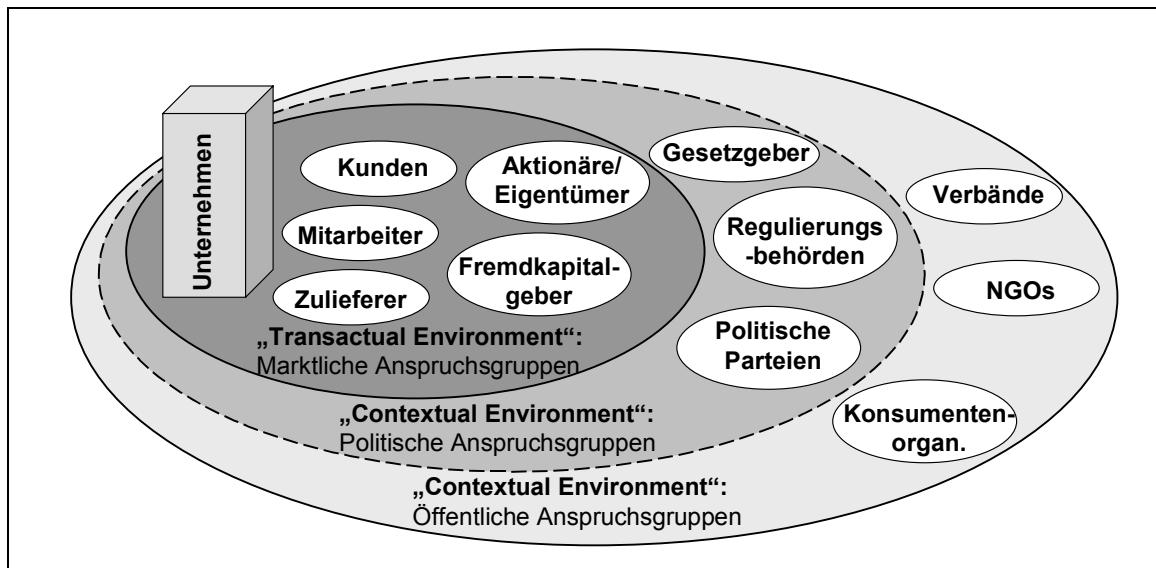 Unternehmen
Kunden
Aktionäre/
Eigentümer
Mitarbeiter
Fremdkapital-
geber
Zulieferer
„Transactual Environment“:
Marktliche Anspruchsgruppen
Gesetzgeber
Regulierungs
-behörden
Politische
Parteien
„Contextual Environment“:
Politische Anspruchsgruppen
Verbände
NGOs
Konsumenten-
organ.
„Contextual Environment“:
Öffentliche Anspruchsgruppen